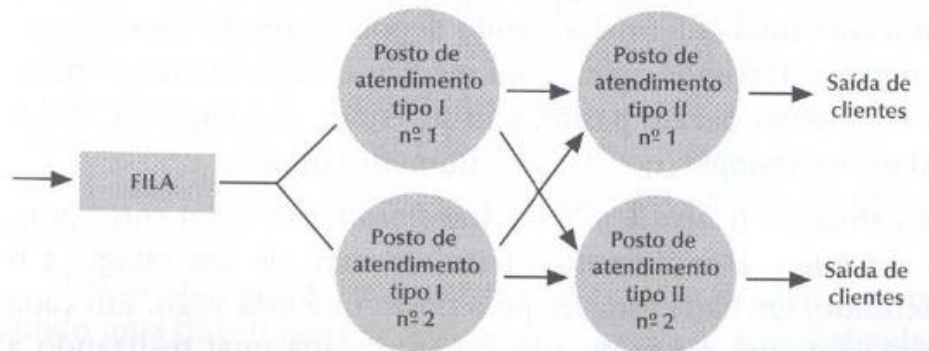 Posto de
atendimento
tipo I
nº 1
Posto de
atendimento
tipo II
nº 1
Saída de
clientes
FILA
Posto de
atendimento
tipo I
nº 2
Posto de
atendimento
tipo II
nº 2
Saída de
clientes